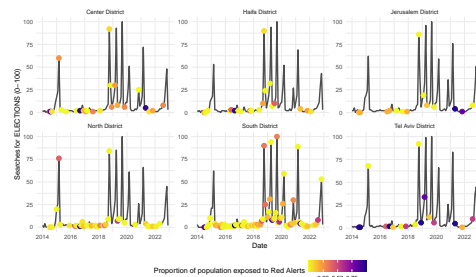 Center District
Haifa District
Jerusalem District
100
75
50
25
0
North District
South District
Tel Aviv District
100
75
50
25
0
2014 2016 2018 2020 2022
2014 2016 2018 2020 2022
2014 2016 2018 2020 2022
Searches for ELECTIONS (0–100)
Date
Proportion of population exposed to Red Alerts